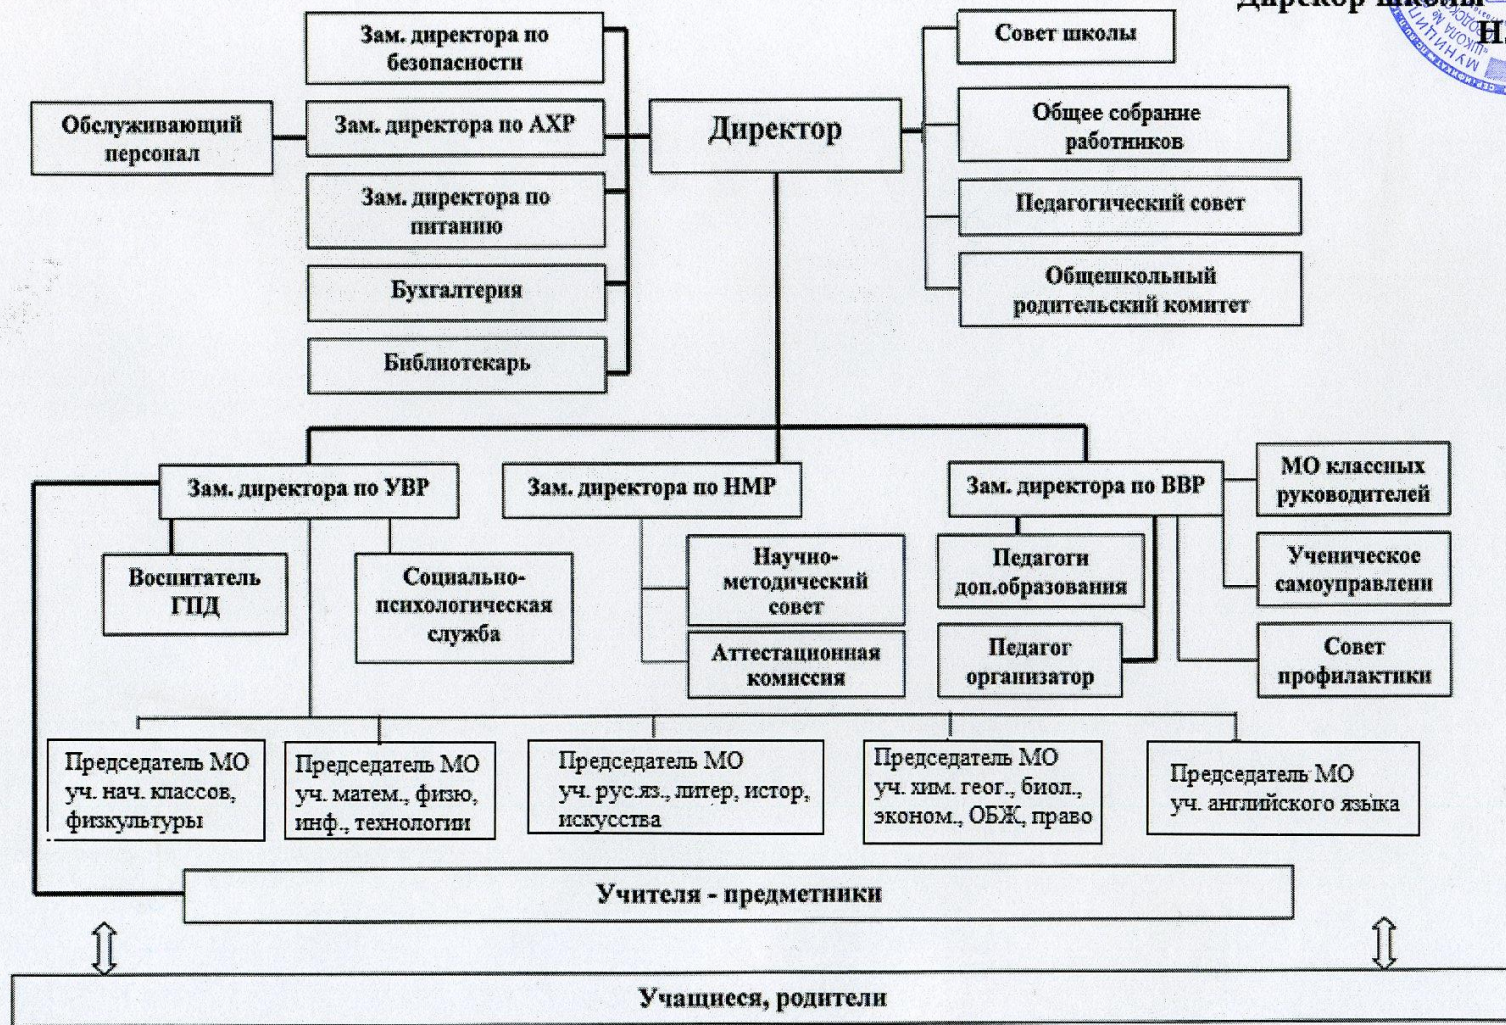 Дирекор школы
Н.
МУНИЦИП
Зам. директора по
безопасности
Совет школы
Обслуживающий
персонал
Зам. директора по АХР
Директор
Общее собрание
работников
Зам. директора по
питанию
Педагогический совет
Бухгалтерия
Общешкольный
родительский комитет
Библиотекарь
Зам. директора по УВР
Зам. директора по НМР
Зам. директора по ВВР
МО классных
руководителей
Воспитатель
ГПД
Социально-
психологическая
служба
Научно-
методический
совет
Педагоги
доп.образования
Ученическое
самоуправлени
Аттестационная
комиссия
Педагог
организатор
Совет
профилактики
Председатель МО
уч. нач. классов,
физкультуры
Председатель МО
уч. матем., физю,
инф., технологии
Председатель МО
уч. рус.яз., литер, истор,
искусства
Председатель МО
уч. хим. геог., биол.,
эконом., ОБЖ, право
Председатель МО
уч. английского языка
Учителя - предметники
Учащиеся, родители